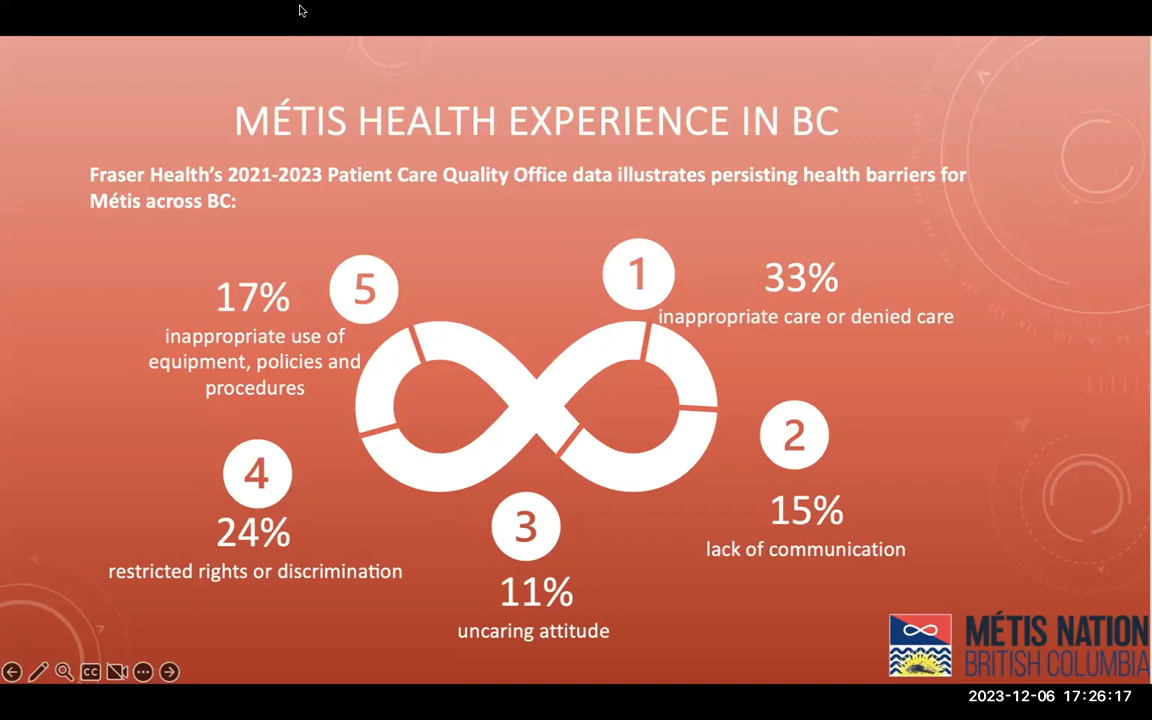 MÉTIS HEALTH EXPERIENCE IN BC
Fraser Health's 2021-2023 Patient Care Quality Office data illustrates persisting health barriers for
Métis across BC:
1
33%
inappropriate care or denied care
2
15%
lack of communication
3
11%
uncaring attitude
4
24%
restricted rights or discrimination
5
17%
inappropriate use of
equipment, policies and
procedures
MÉTIS NATION
BRITISH COLUMBIA
CC
2023-12-06 17:26:17